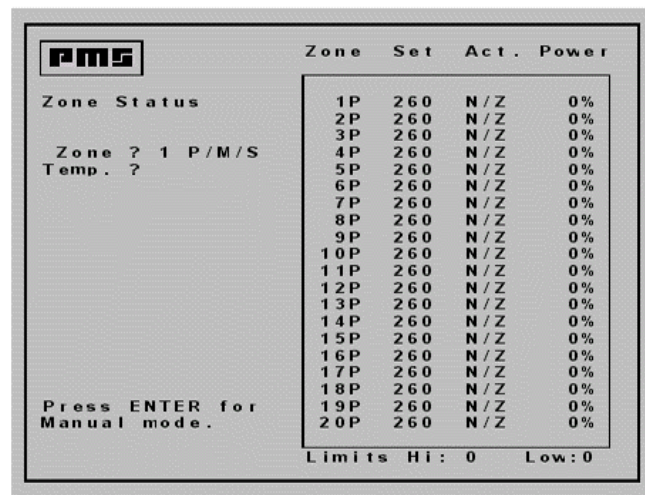 PMS
Zone Set Act. Power
Zone Status
Zone ? 1 P/M/S
Temp. ?
1P 260 N/Z 0%
2P 260 N/Z 0%
3P 260 N/Z 0%
4P 260 N/Z 0%
5P 260 N/Z 0%
6P 260 N/Z 0%
7P 260 N/Z 0%
8P 260 N/Z 0%
9P 260 N/Z 0%
10P 260 N/Z 0%
11P 260 N/Z 0%
12P 260 N/Z 0%
13P 260 N/Z 0%
14P 260 N/Z 0%
15P 260 N/Z 0%
16P 260 N/Z 0%
17P 260 N/Z 0%
18P 260 N/Z 0%
19P 260 N/Z 0%
20P 260 N/Z 0%
Press ENTER for
Manual mode.
Limits Hi: 0 Low:0